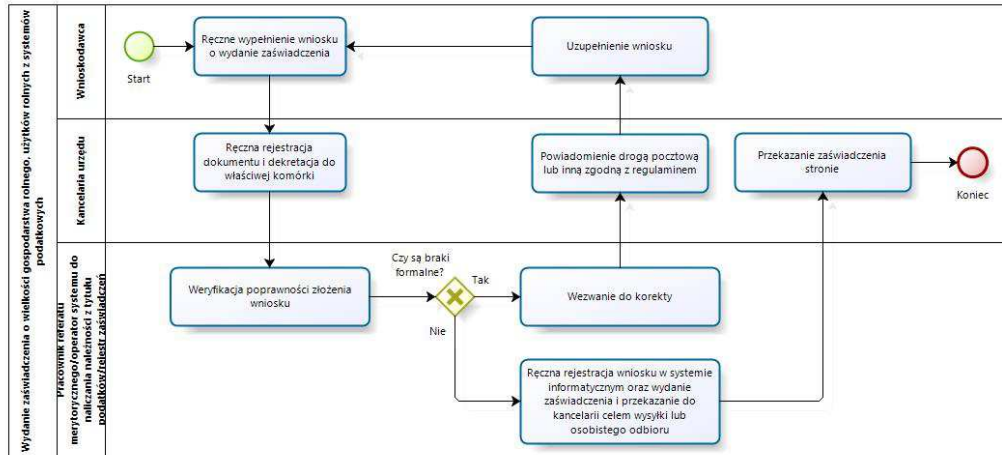 Wydanie zaświadczenia o wielkości gospodarstwa rolnego, użytków rolnych z systemów
podatkowych
Wnioskodawca
Start
Ręczne wypełnienie wniosku
o wydanie zaświadczenia
Uzupełnienie wniosku
Kancelaria urzędu
Ręczna rejestracja
dokumentu i dekretacja do
właściwej komórki
Powiadomienie drogą pocztową
lub inną zgodną z regulaminem
Przekazanie zaświadczenia
stronie
Koniec
Pracownik referatu
merytorycznego/operator systemu do
naliczania należności z tytułu
podatków/rejestr zaświadczeń
Weryfikacja poprawności złożenia
wniosku
Czy są braki
formalne?
Tak
Nie
Wezwanie do korekty
Ręczna rejestracja wniosku w systemie
informatycznym oraz wydanie
zaświadczenia i przekazanie do
kancelarii celem wysyłki lub
osobistego odbioru